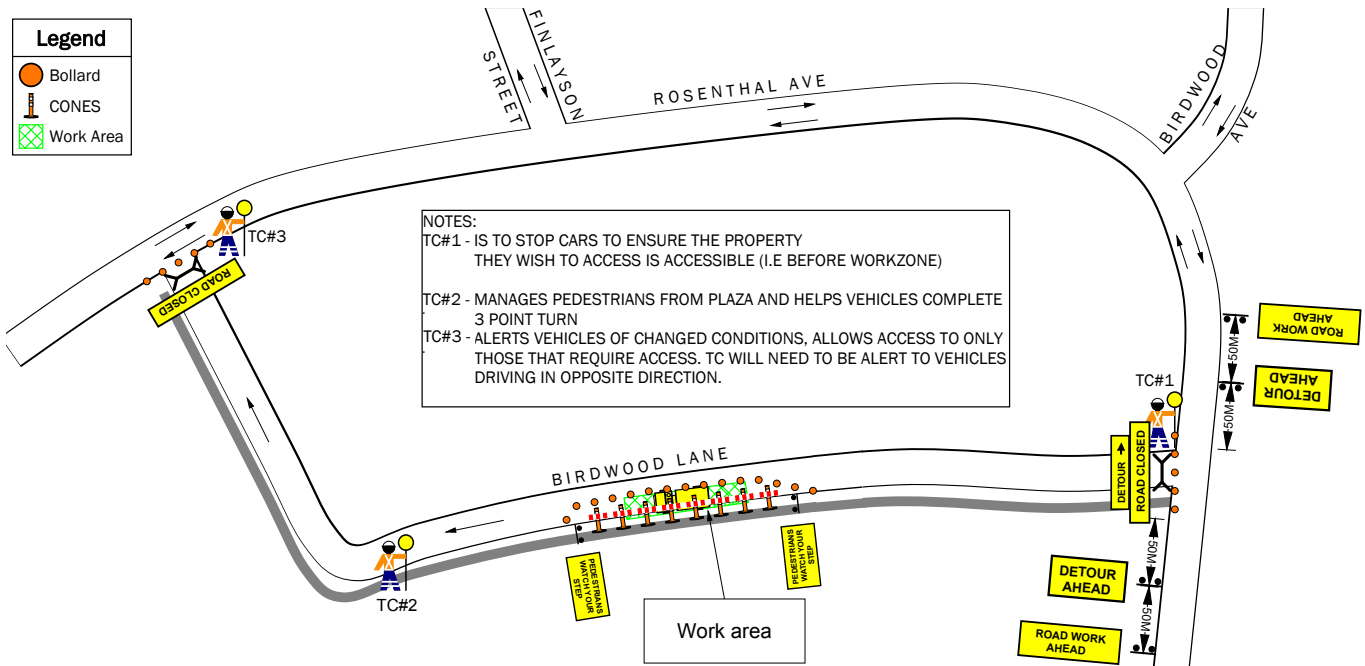 Legend
Bollard
CONES
Work Area
FINLAYSON
STREET
ROSENTHAL AVE
BIRDWOOD
AVE
TC#3
ROAD CLOSED
NOTES:
TC#1 - IS TO STOP CARS TO ENSURE THE PROPERTY
THEY WISH TO ACCESS IS ACCESSIBLE (I.E BEFORE WORKZONE)
TC#2 - MANAGES PEDESTRIANS FROM PLAZA AND HELPS VEHICLES COMPLETE
3 POINT TURN
TC#3 - ALERTS VEHICLES OF CHANGED CONDITIONS, ALLOWS ACCESS TO ONLY
THOSE THAT REQUIRE ACCESS. TC WILL NEED TO BE ALERT TO VEHICLES
DRIVING IN OPPOSITE DIRECTION.
ROAD WORK
AHEAD
50M
DETOUR
AHEAD
50M
TC#1
DETOUR
ROAD CLOSED
BIRDWOOD LANE
PEDESTRIANS
WATCH YOUR
STEP
PEDESTRIANS
WATCH YOUR
STEP
TC#2
Work area
50M
DETOUR
AHEAD
50M
ROAD WORK
AHEAD